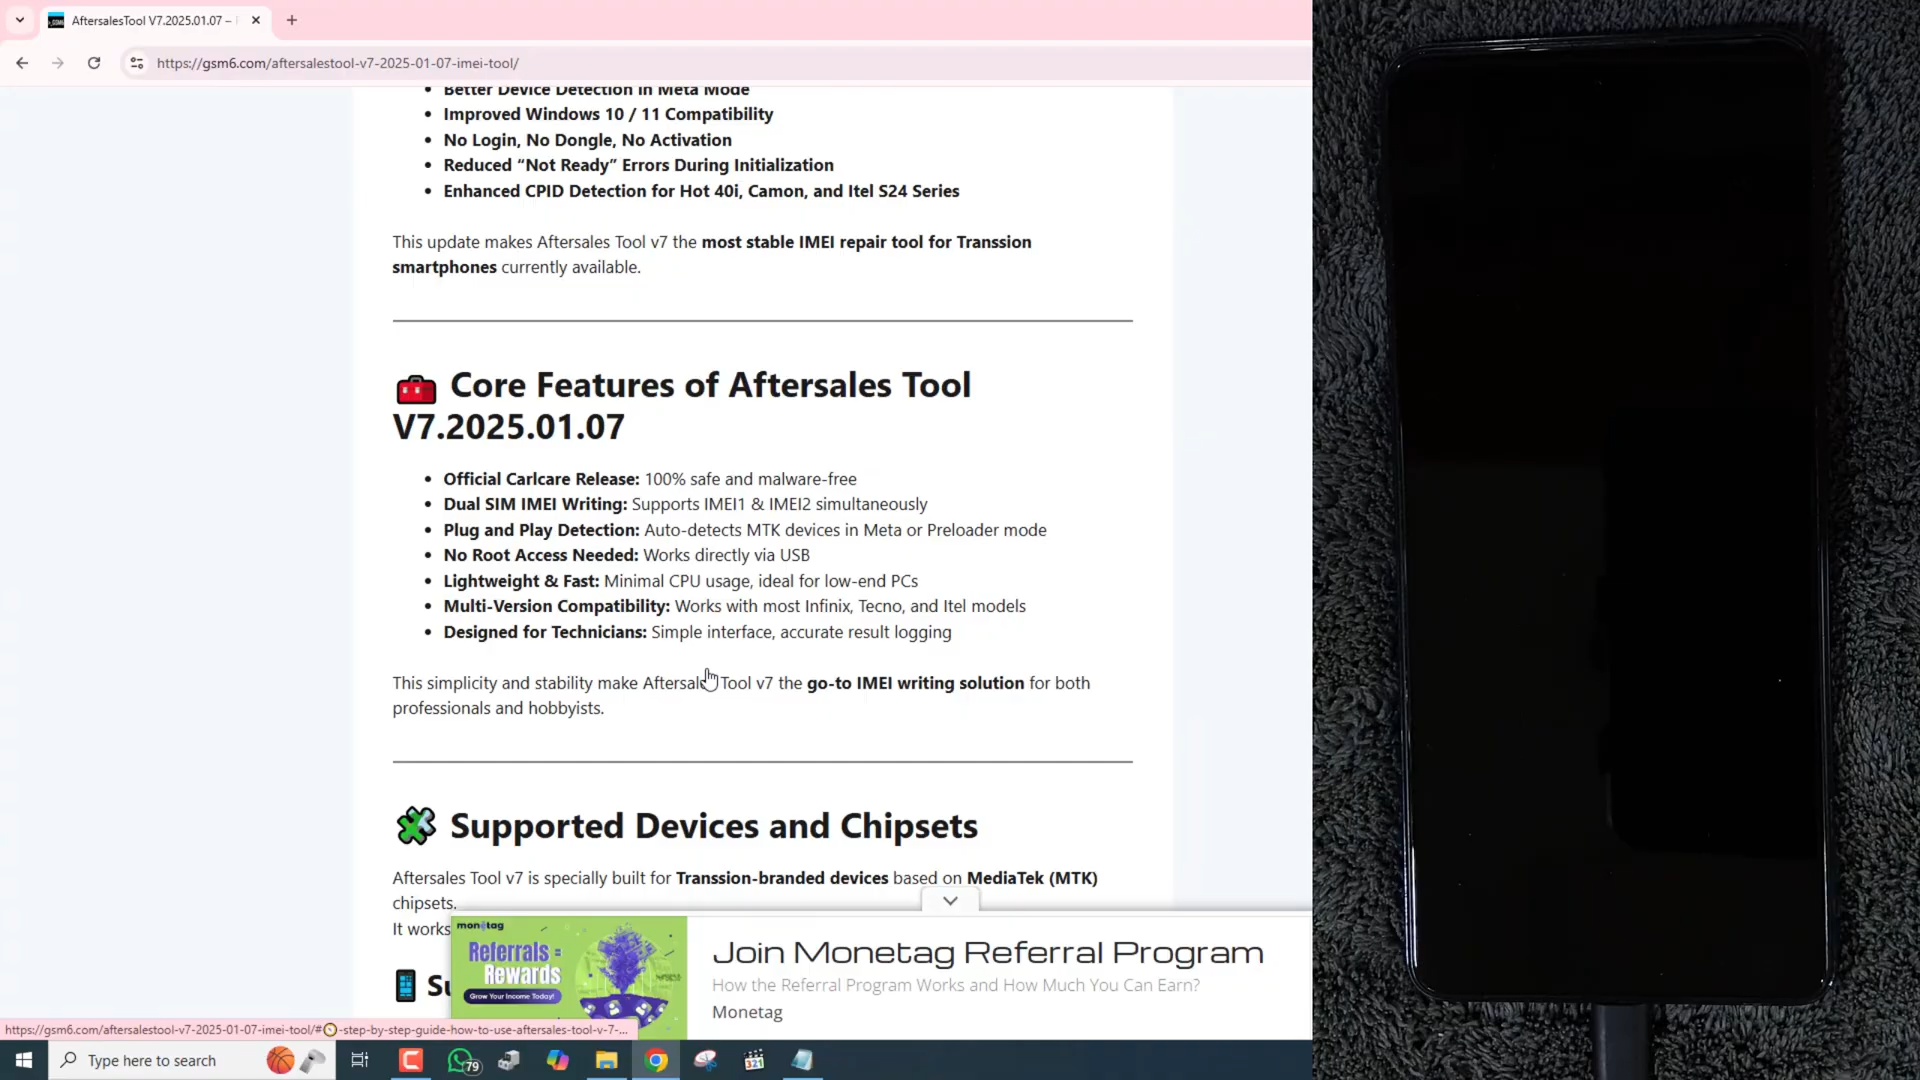 AftersalesTool V7.2025.01.07 –
https://gsm6.com/aftersalestool-v7-2025-01-07-imei-tool/
• Better Device Detection in Meta Mode
• Improved Windows 10 / 11 Compatibility
• No Login, No Dongle, No Activation
• Reduced “Not Ready” Errors During Initialization
• Enhanced CPID Detection for Hot 40i, Camon, and Itel S24 Series
This update makes Aftersales Tool v7 the most stable IMEI repair tool for Transsion
smartphones currently available.
🧰 Core Features of Aftersales Tool
V7.2025.01.07
• Official Carlcare Release: 100% safe and malware-free
• Dual SIM IMEI Writing: Supports IMEI1 & IMEI2 simultaneously
• Plug and Play Detection: Auto-detects MTK devices in Meta or Preloader mode
• No Root Access Needed: Works directly via USB
• Lightweight & Fast: Minimal CPU usage, ideal for low-end PCs
• Multi-Version Compatibility: Works with most Infinix, Tecno, and Itel models
• Designed for Technicians: Simple interface, accurate result logging
This simplicity and stability make Aftersales Tool v7 the go-to IMEI writing solution for both
professionals and hobbyists.
🧩 Supported Devices and Chipsets
Aftersales Tool v7 is specially built for Transsion-branded devices based on MediaTek (MTK)
chipsets.
It works
📱 Su
monetag
Referrals =
Rewards
Grow Your Income Today!
Join Monetag Referral Program
How the Referral Program Works and How Much You Can Earn?
Monetag
https://gsm6.com/aftersalestool-v7-2025-01-07-imei-tool/#🧭-step-by-step-guide-how-to-use-aftersales-tool-v-7-...
Type here to search
79
321